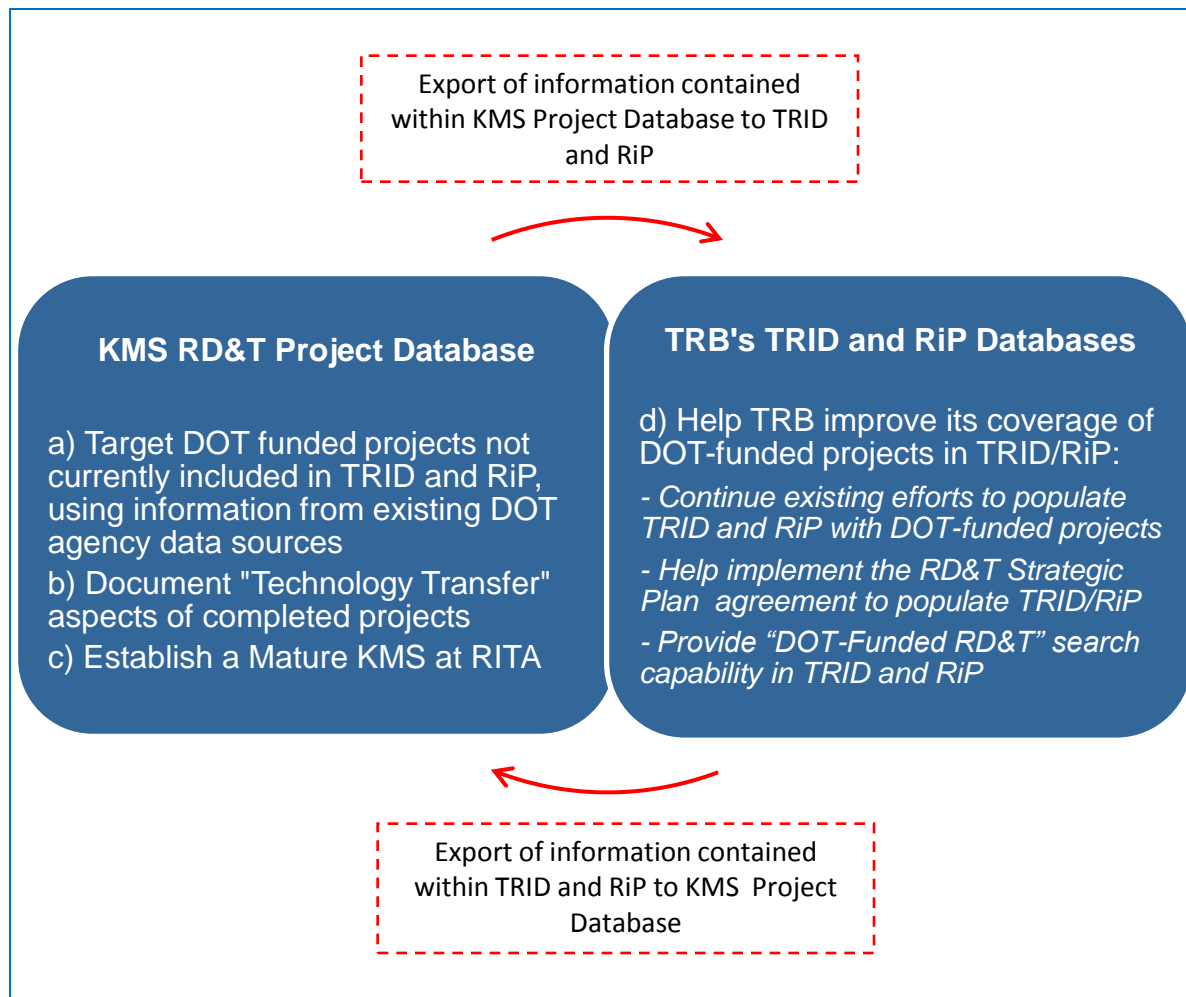 Export of information contained
within KMS Project Database to TRID
and RiP
KMS RD&T Project Database
a) Target DOT funded projects not
currently included in TRID and RiP,
using information from existing DOT
agency data sources
b) Document "Technology Transfer"
aspects of completed projects
c) Establish a Mature KMS at RITA
TRB's TRID and RiP Databases
d) Help TRB improve its coverage of
DOT-funded projects in TRID/RiP:
- Continue existing efforts to populate
TRID and RiP with DOT-funded projects
- Help implement the RD&T Strategic
Plan  agreement to populate TRID/RiP
- Provide “DOT-Funded RD&T” search
capability in TRID and RiP
Export of information contained
within TRID and RiP to KMS  Project
Database